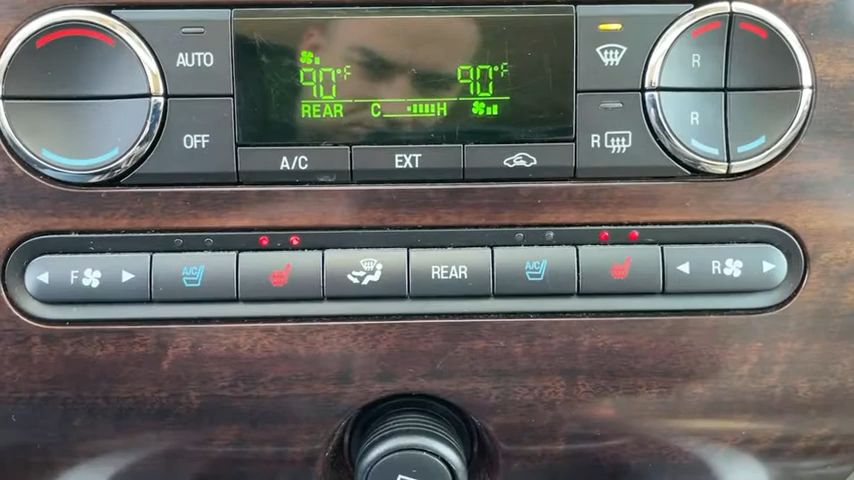 AUTO
90°F 90°F
R
REAR C H
OFF
R
R
A/C EXT
F A/C REAR A/C R